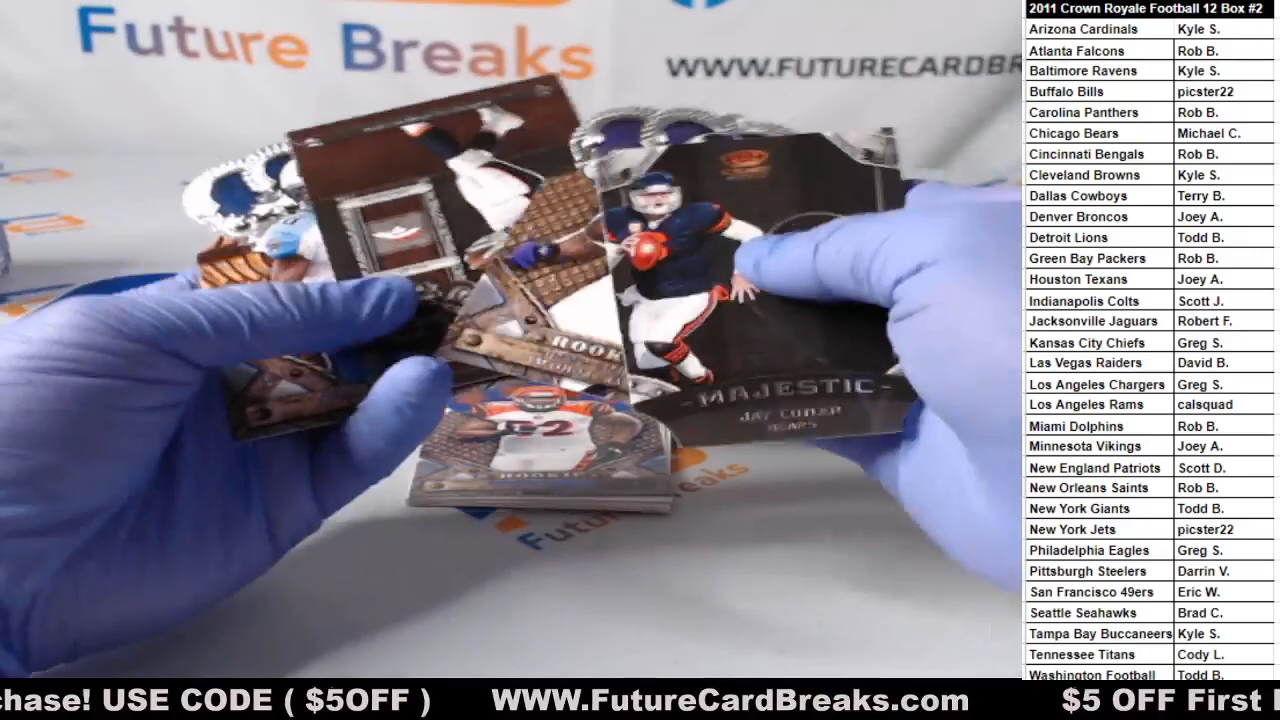 Future Breaks
WWW.FUTURECARDBR
MAJESTIC
JAY CUTLER
BEARS
ROOK
Future
eaks
2011 Crown Royale Football 12 Box #2
Arizona Cardinals Kyle S.
Atlanta Falcons Rob B.
Baltimore Ravens Kyle S.
Buffalo Bills picster22
Carolina Panthers Rob B.
Chicago Bears Michael C.
Cincinnati Bengals Rob B.
Cleveland Browns Kyle S.
Dallas Cowboys Terry B.
Denver Broncos Joey A.
Detroit Lions Todd B.
Green Bay Packers Rob B.
Houston Texans Joey A.
Indianapolis Colts Scott J.
Jacksonville Jaguars Robert F.
Kansas City Chiefs Greg S.
Las Vegas Raiders David B.
Los Angeles Chargers Greg S.
Los Angeles Rams calsquad
Miami Dolphins Rob B.
Minnesota Vikings Joey A.
New England Patriots Scott D.
New Orleans Saints Rob B.
New York Giants Todd B.
New York Jets picster22
Philadelphia Eagles Greg S.
Pittsburgh Steelers Darrin V.
San Francisco 49ers Eric W.
Seattle Seahawks Brad C.
Tampa Bay Buccaneers Kyle S.
Tennessee Titans Cody L.
Washington Football Todd B.
chase! USE CODE ( $5OFF ) WWW.FutureCardBreaks.com $5 OFF First